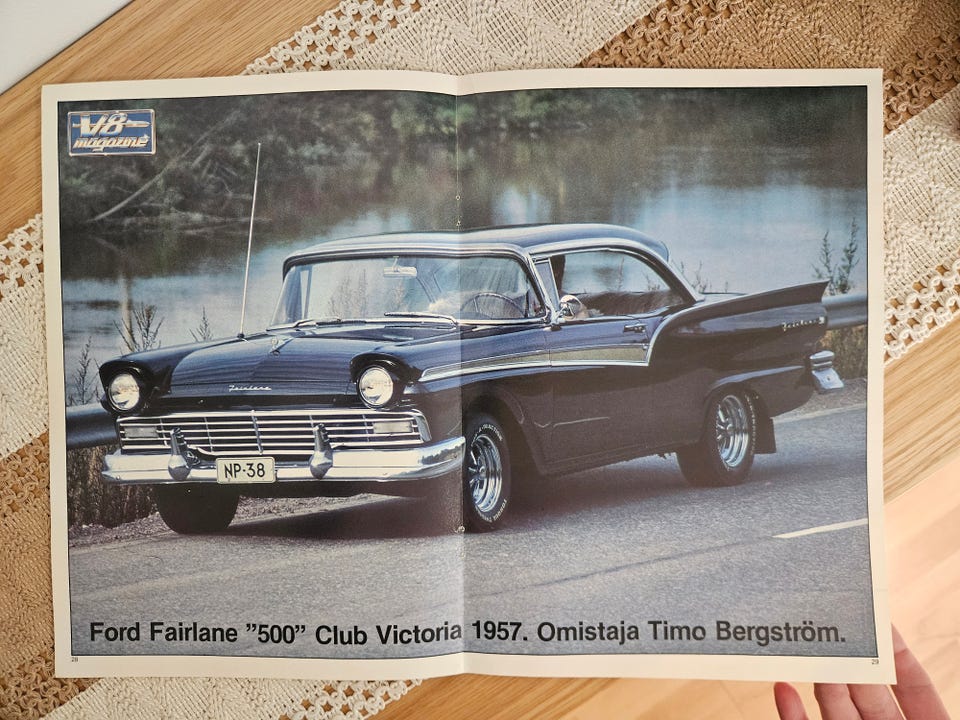 V8
magazine
Fairlane
Fairlane
NP-38
Ford Fairlane ”500” Club Victoria 1957. Omistaja Timo Bergström.
28
29